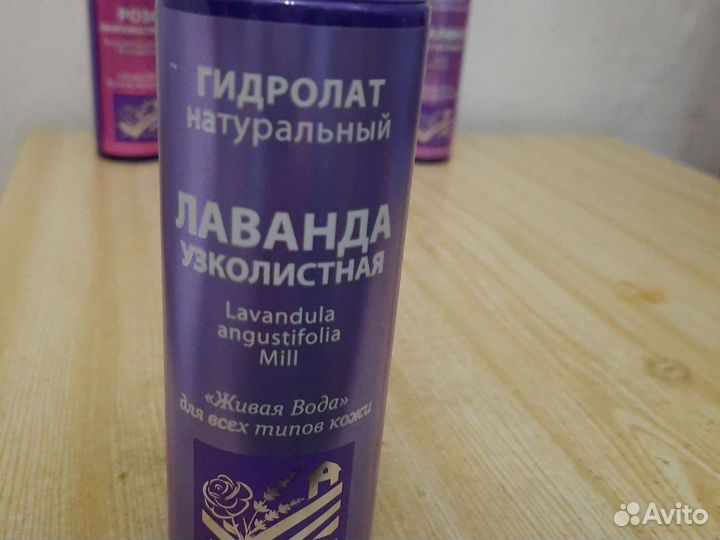 ГИДРОЛАТ
натуральный
ЛАВАНДА
УЗКОЛИСТНАЯ
Lavandula
angustifolia
Mill
«Живая Вода»
для всех типов кожи
Avito